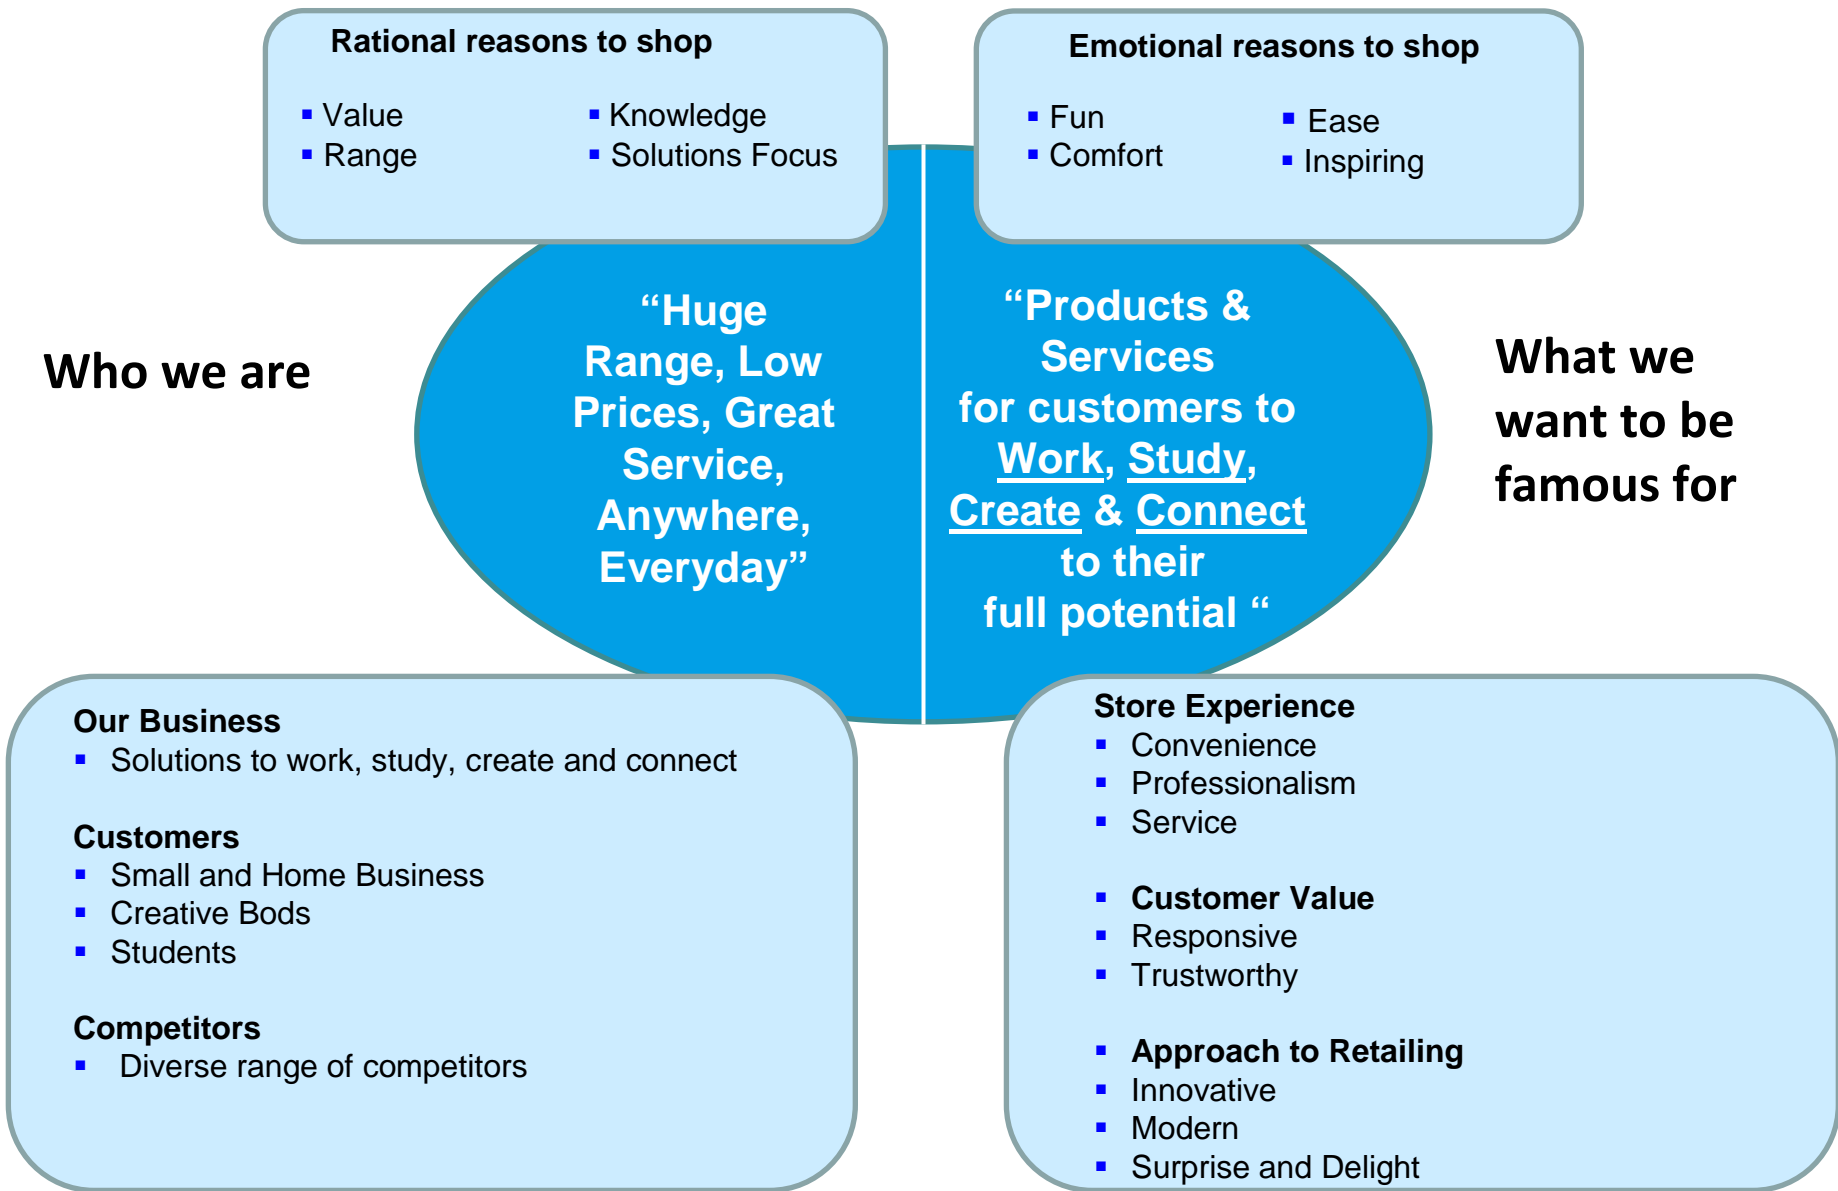 Rational reasons to shop
▪ Value
▪ Range
▪ Knowledge
▪ Solutions Focus
Emotional reasons to shop
▪ Fun
▪ Comfort
▪ Ease
▪ Inspiring
Who we are
“Huge
Range, Low
Prices, Great
Service,
Anywhere,
Everyday”
“Products &
Services
for customers to
Work, Study,
Create & Connect
to their
full potential “
What we
want to be
famous for
Our Business
▪ Solutions to work, study, create and connect
Customers
▪ Small and Home Business
▪ Creative Bods
▪ Students
Competitors
▪ Diverse range of competitors
Store Experience
▪ Convenience
▪ Professionalism
▪ Service
▪ Customer Value
▪ Responsive
▪ Trustworthy
▪ Approach to Retailing
▪ Innovative
▪ Modern
▪ Surprise and Delight